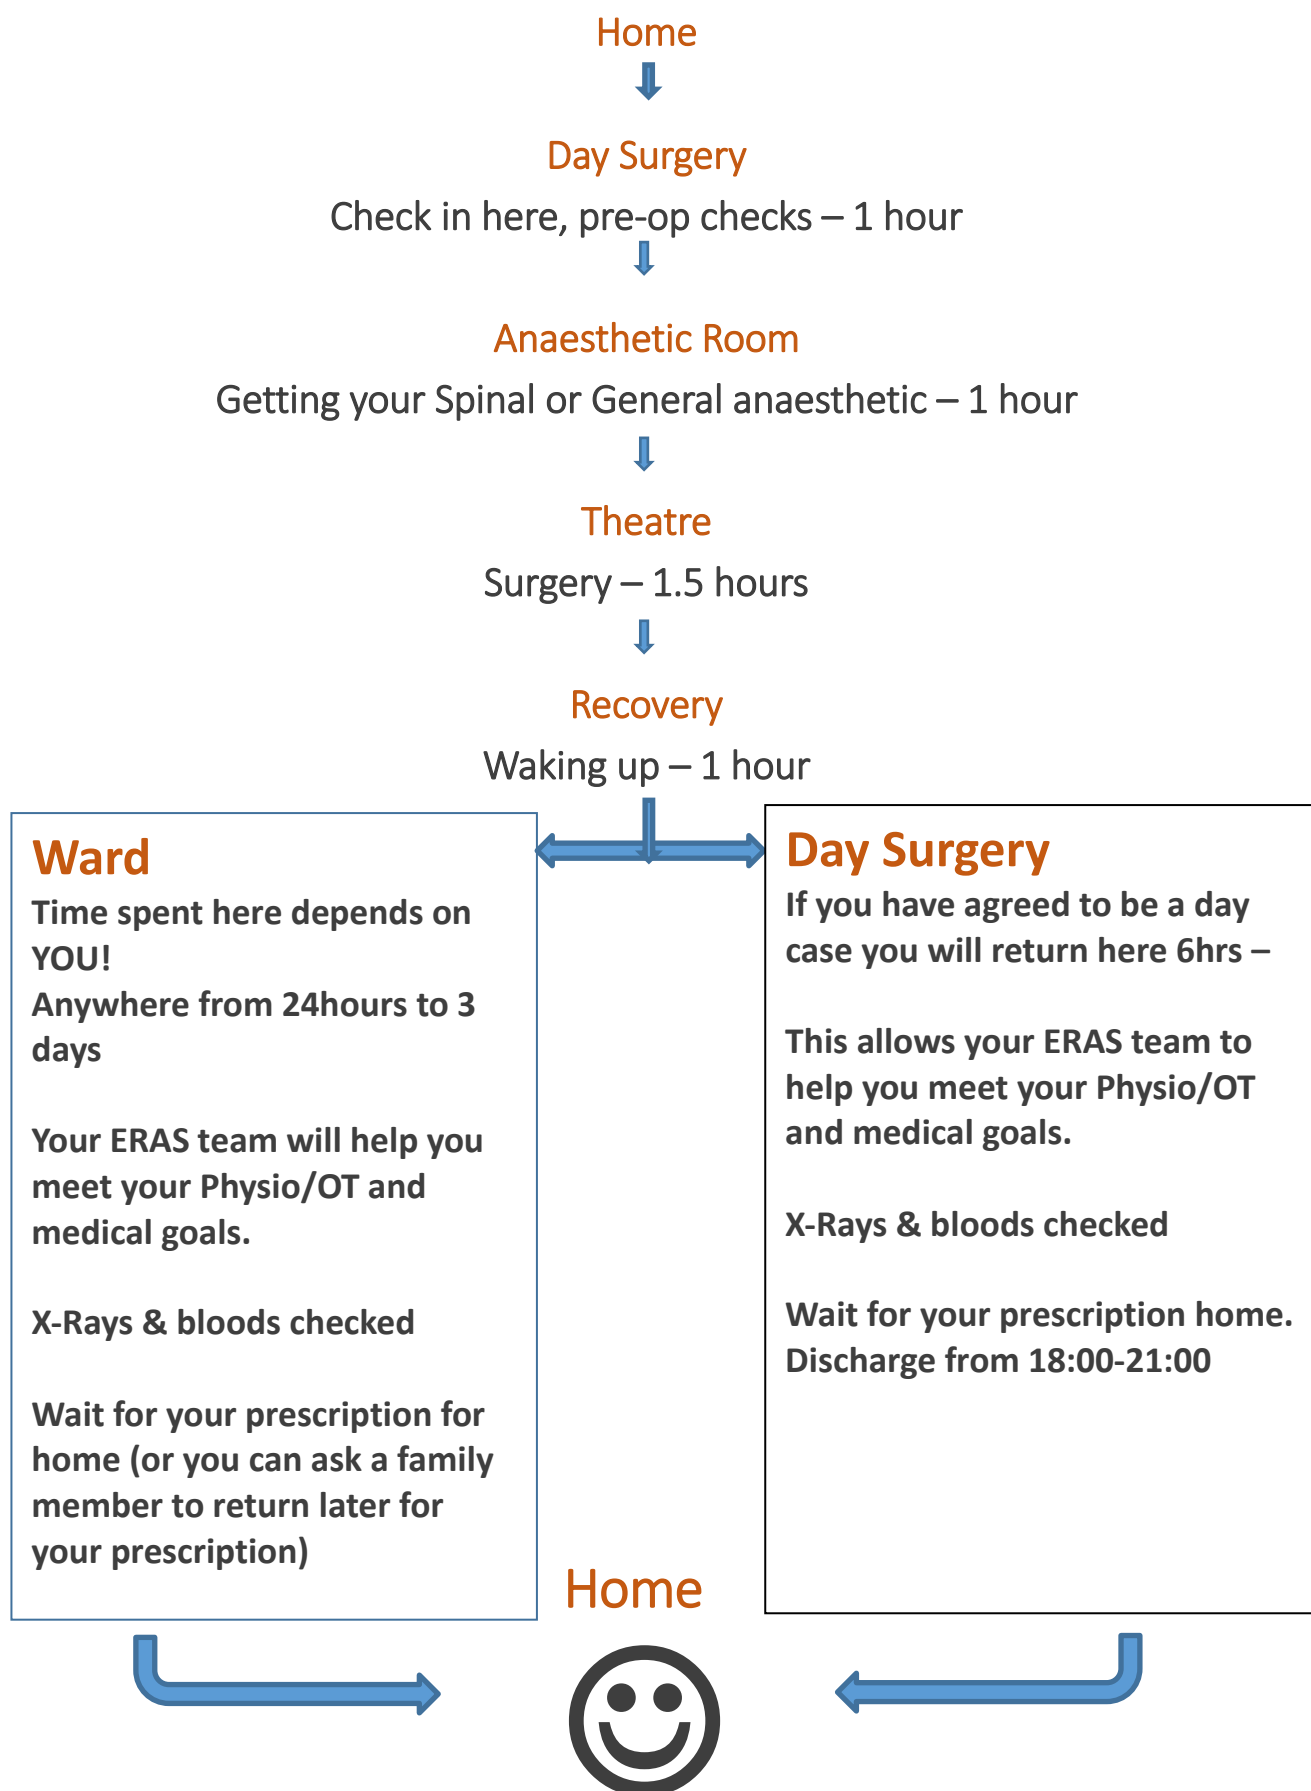 Home
Day Surgery
Check in here, pre-op checks – 1 hour
Anaesthetic Room
Getting your Spinal or General anaesthetic – 1 hour
Theatre
Surgery – 1.5 hours
Recovery
Waking up – 1 hour
Ward
Time spent here depends on
YOU!
Anywhere from 24hours to 3
days
Your ERAS team will help you
meet your Physio/OT and
medical goals.
X-Rays & bloods checked
Wait for your prescription for
home (or you can ask a family
member to return later for
your prescription)
Day Surgery
If you have agreed to be a day
case you will return here 6hrs –
This allows your ERAS team to
help you meet your Physio/OT
and medical goals.
X-Rays & bloods checked
Wait for your prescription home.
Discharge from 18:00-21:00
Home